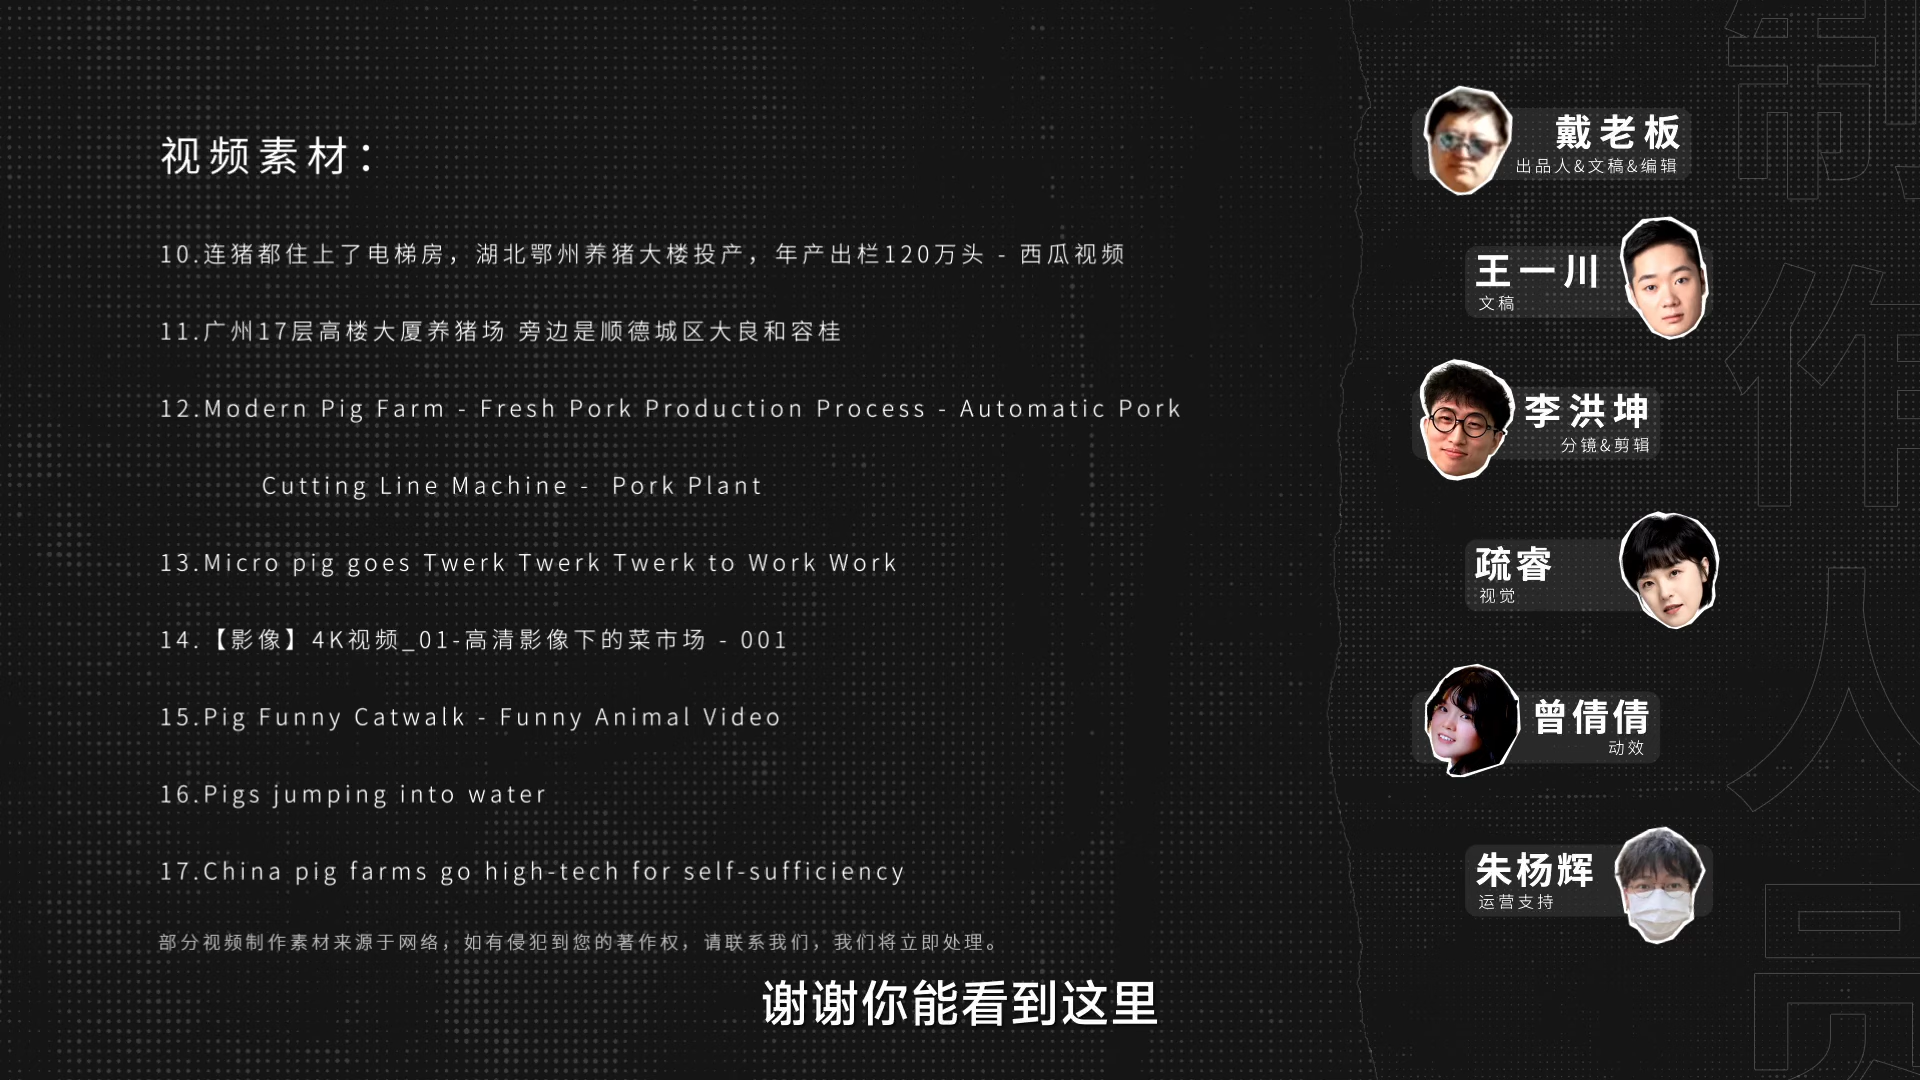 视频素材：
10.连猪都住上了电梯房，湖北鄂州养猪大楼投产，年产出栏120万头 - 西瓜视频
11.广州17层高楼大厦养猪场 旁边是顺德城区大良和容桂
12.Modern Pig Farm - Fresh Pork Production Process - Automatic Pork
Cutting Line Machine -  Pork Plant
13.Micro pig goes Twerk Twerk Twerk to Work Work
14.【影像】4K视频_01-高清影像下的菜市场 - 001
15.Pig Funny Catwalk - Funny Animal Video
16.Pigs jumping into water
17.China pig farms go high-tech for self-sufficiency
部分视频制作素材来源于网络，如有侵犯到您的著作权，请联系我们，我们将立即处理。
谢谢你能看到这里
戴老板
出品人&文稿&编辑
王一川
文稿
李洪坤
分镜&剪辑
疏睿
视觉
曾倩倩
动效
朱杨辉
运营支持
制作人员